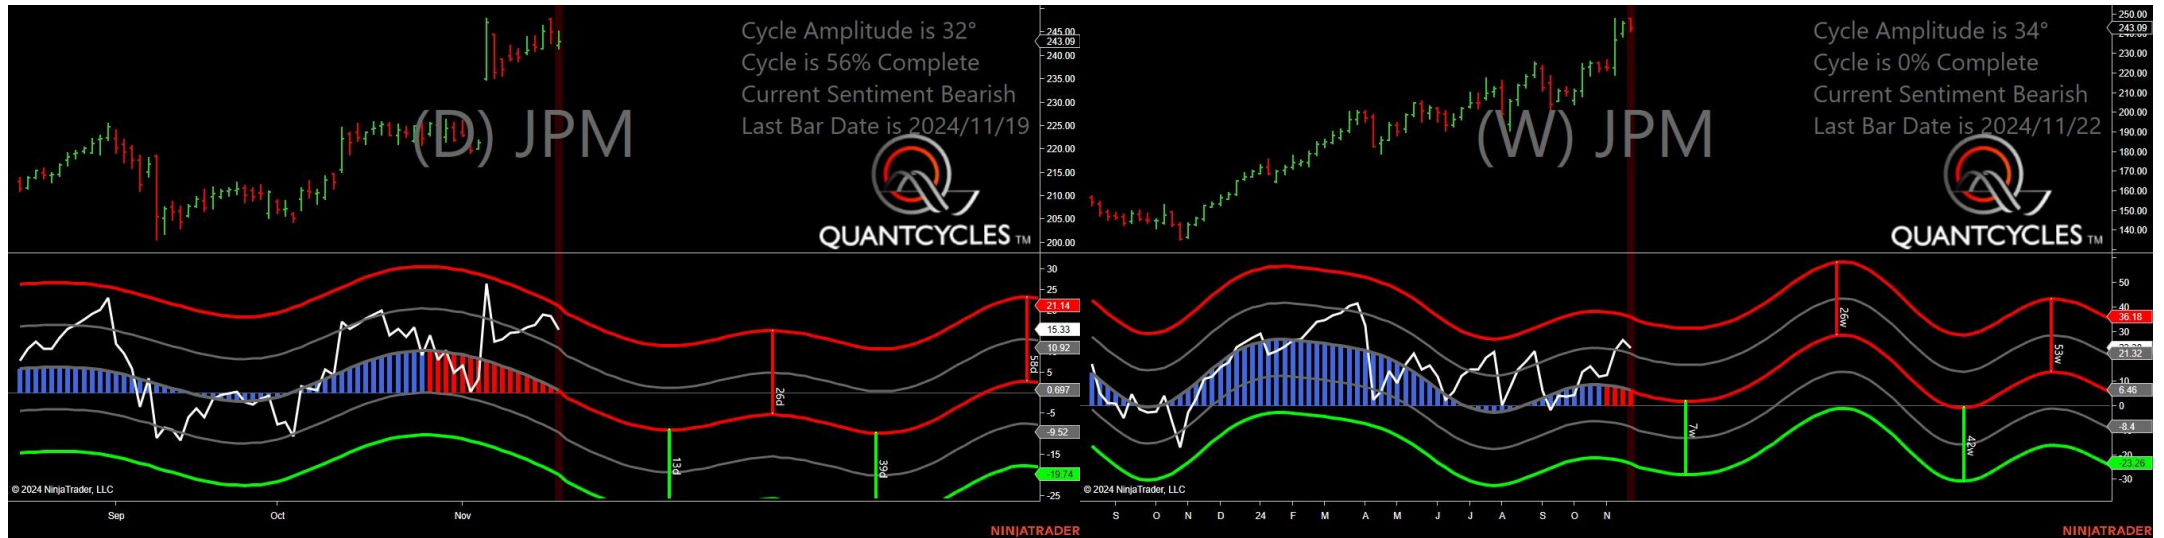 Cycle Amplitude is 32°
Cycle is 56% Complete
Current Sentiment Bearish
Last Bar Date is 2024/11/19
(D) JPM
QUANTCYCLES TM
245.00
243.09
240.00
235.00
230.00
225.00
220.00
215.00
210.00
205.00
200.00
30
25
21.14
15.33
10.92
58d
5
0.697
-5
-9.52
-15
-19.74
-25
26d
13d
39d
© 2024 NinjaTrader, LLC
Sep Oct Nov
NINJATRADER
Cycle Amplitude is 34°
Cycle is 0% Complete
Current Sentiment Bearish
Last Bar Date is 2024/11/22
(W) JPM
QUANTCYCLES TM
250.00
243.09
230.00
220.00
210.00
200.00
190.00
180.00
170.00
160.00
150.00
140.00
50
40
36.18
30
21.32
10
6.46
0
-8.4
-23.26
-30
26w
53w
7w
42w
© 2024 NinjaTrader, LLC
S O N D 24 F M A M J J A S O N
NINJATRADER